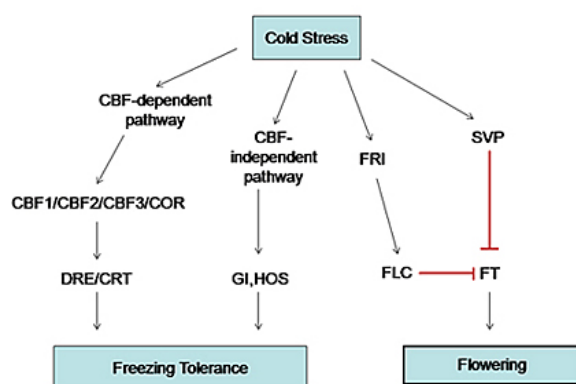 Cold Stress
CBF-dependent
pathway
CBF-
independent
pathway
FRI
SVP
CBF1/CBF2/CBF3/COR
DRE/CRT
GI,HOS
FLC
FT
Freezing Tolerance
Flowering